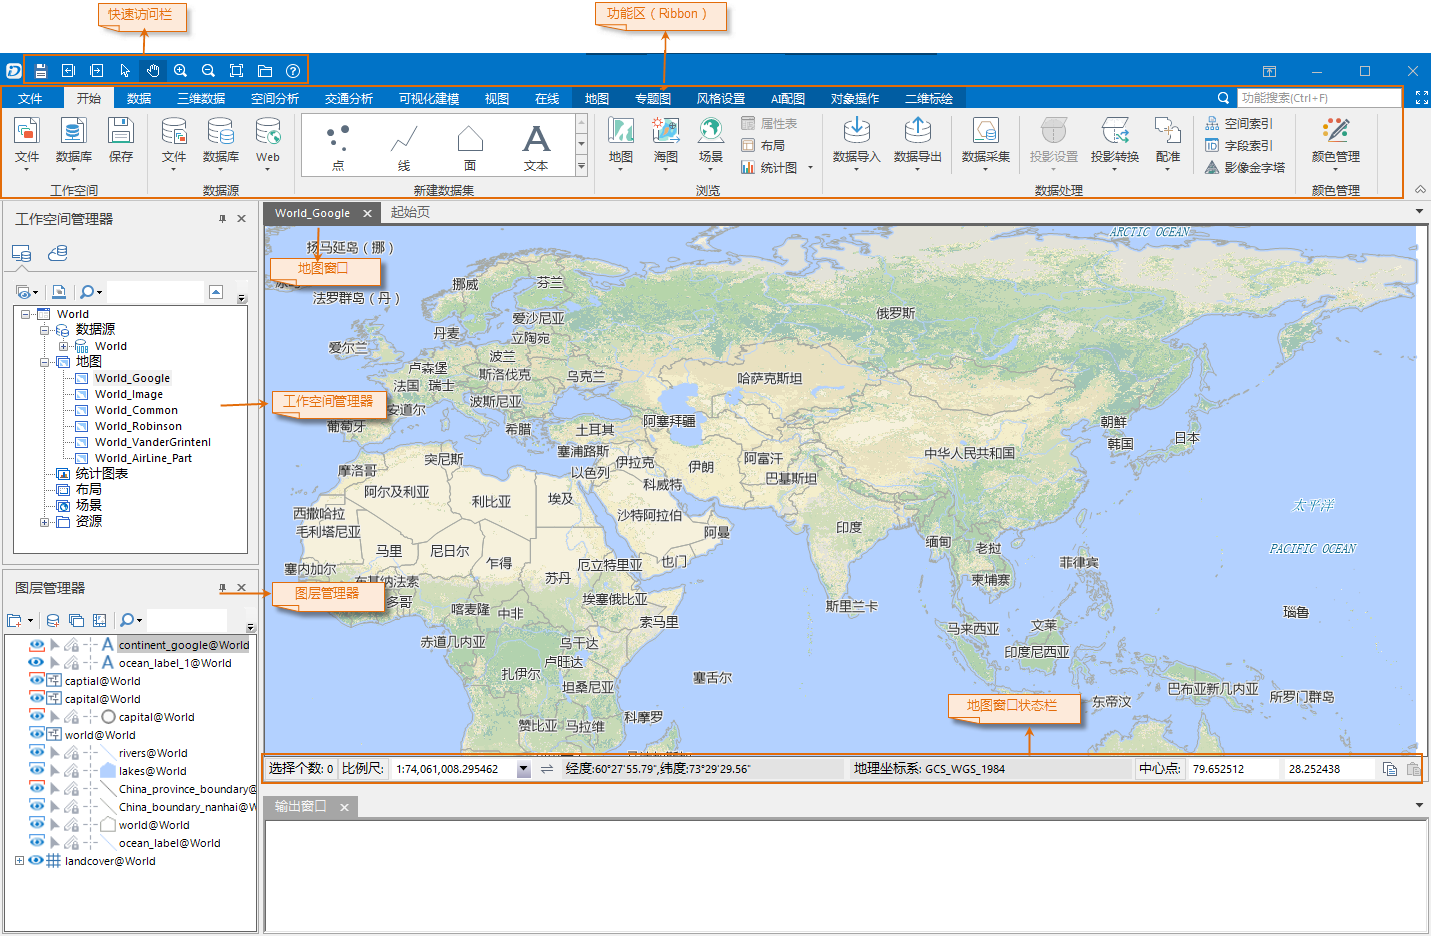 快速访问栏
功能区（Ribbon）
文件 开始 数据 三维数据 空间分析 交通分析 可视化建模 视图 在线 地图 专题图 风格设置 AI配图 对象操作 二维标绘 功能搜索(Ctrl+F)
文件 数据库 保存
工作空间
文件 数据库 Web
数据源
点 线 面 文本
新建数据集
地图 海图 场景
属性表
布局
统计图
浏览
数据导入 数据导出 数据采集 投影设置 投影转换 配准
空间索引
字段索引
影像金字塔
数据处理
颜色管理
颜色管理
工作空间管理器
World
数据源
World
地图
World_Google
World_Image
World_Common
World_Robinson
World_VanderGrintenI
World_AirLine_Part
统计图表
布局
场景
资源
图层管理器
continent_google@World
ocean_label_1@World
captial@World
capital@World
capital@World
world@World
rivers@World
lakes@World
China_province_boundary@
China_boundary_nanhai@W
world@World
ocean_label@World
landcover@World
World_Google 起始页
地图窗口
工作空间管理器
图层管理器
地图窗口状态栏
ARCTIC OCEAN
扬马延岛（挪）
法罗群岛（丹）
挪威
芬兰
俄罗斯
爱沙尼亚
丹麦
立陶宛
爱尔兰
波兰
卢森堡
斯洛伐克
乌克兰
法国 瑞士
哈萨克斯坦
波斯尼亚
安道尔
葡萄牙
希腊
土耳其
阿塞拜疆
朝鲜
韩国
日本
塞浦路斯
突尼斯
以色列
伊拉克
伊朗
阿富汗
中华人民共和国
摩洛哥
科威特
巴基斯坦
阿尔及利亚
利比亚
埃及
西撒哈拉
毛利塔尼亚
沙特阿拉伯
阿曼
印度
太平洋
PACIFIC OCEAN
马里
尼日尔
乍得
厄立特里亚
也门
缅甸
老挝
菲律宾
塞内加尔
布基纳法索
苏丹
柬埔寨
多哥
喀麦隆
中非
埃塞俄比亚
索马里
斯里兰卡
瑙鲁
赤道几内亚
乌干达
马来西亚
文莱
卢旺达
印度尼西亚
扎伊尔
坦桑尼亚
塞舌尔
巴布亚新几内亚
所罗门群岛
东帝汶
科摩罗
赞比亚
马拉维
选择个数: 0 比例尺: 1:74,061,008.295462 经度:60°27'55.79",纬度:73°29'29.56" 地理坐标系: GCS_WGS_1984 中心点: 79.652512 28.252438
输出窗口